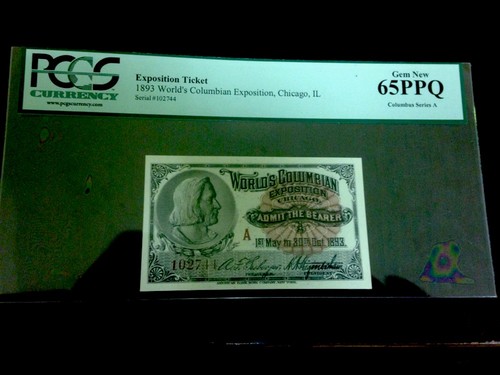 PCGS
CURRENCY
www.pcgscurrency.com
Exposition Ticket
1893 World's Columbian Exposition, Chicago, IL
Serial #102744
Gem New
65PPQ
Columbus Series A
WORLD'S COLUMBIAN
EXPOSITION
CHICAGO
ADMIT THE BEARER
A
1ST May to 30TH Oct. 1893.
102744